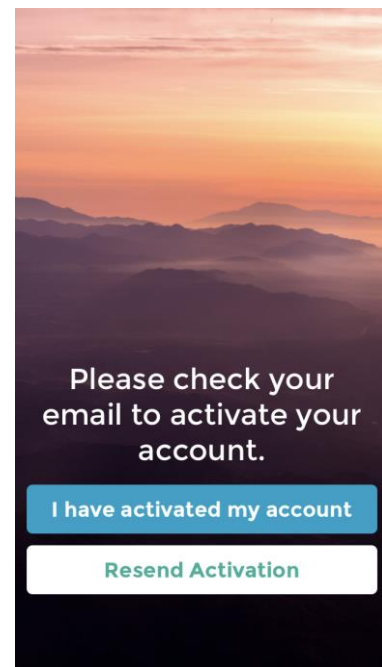 Please check your
email to activate your
account.
I have activated my account
Resend Activation